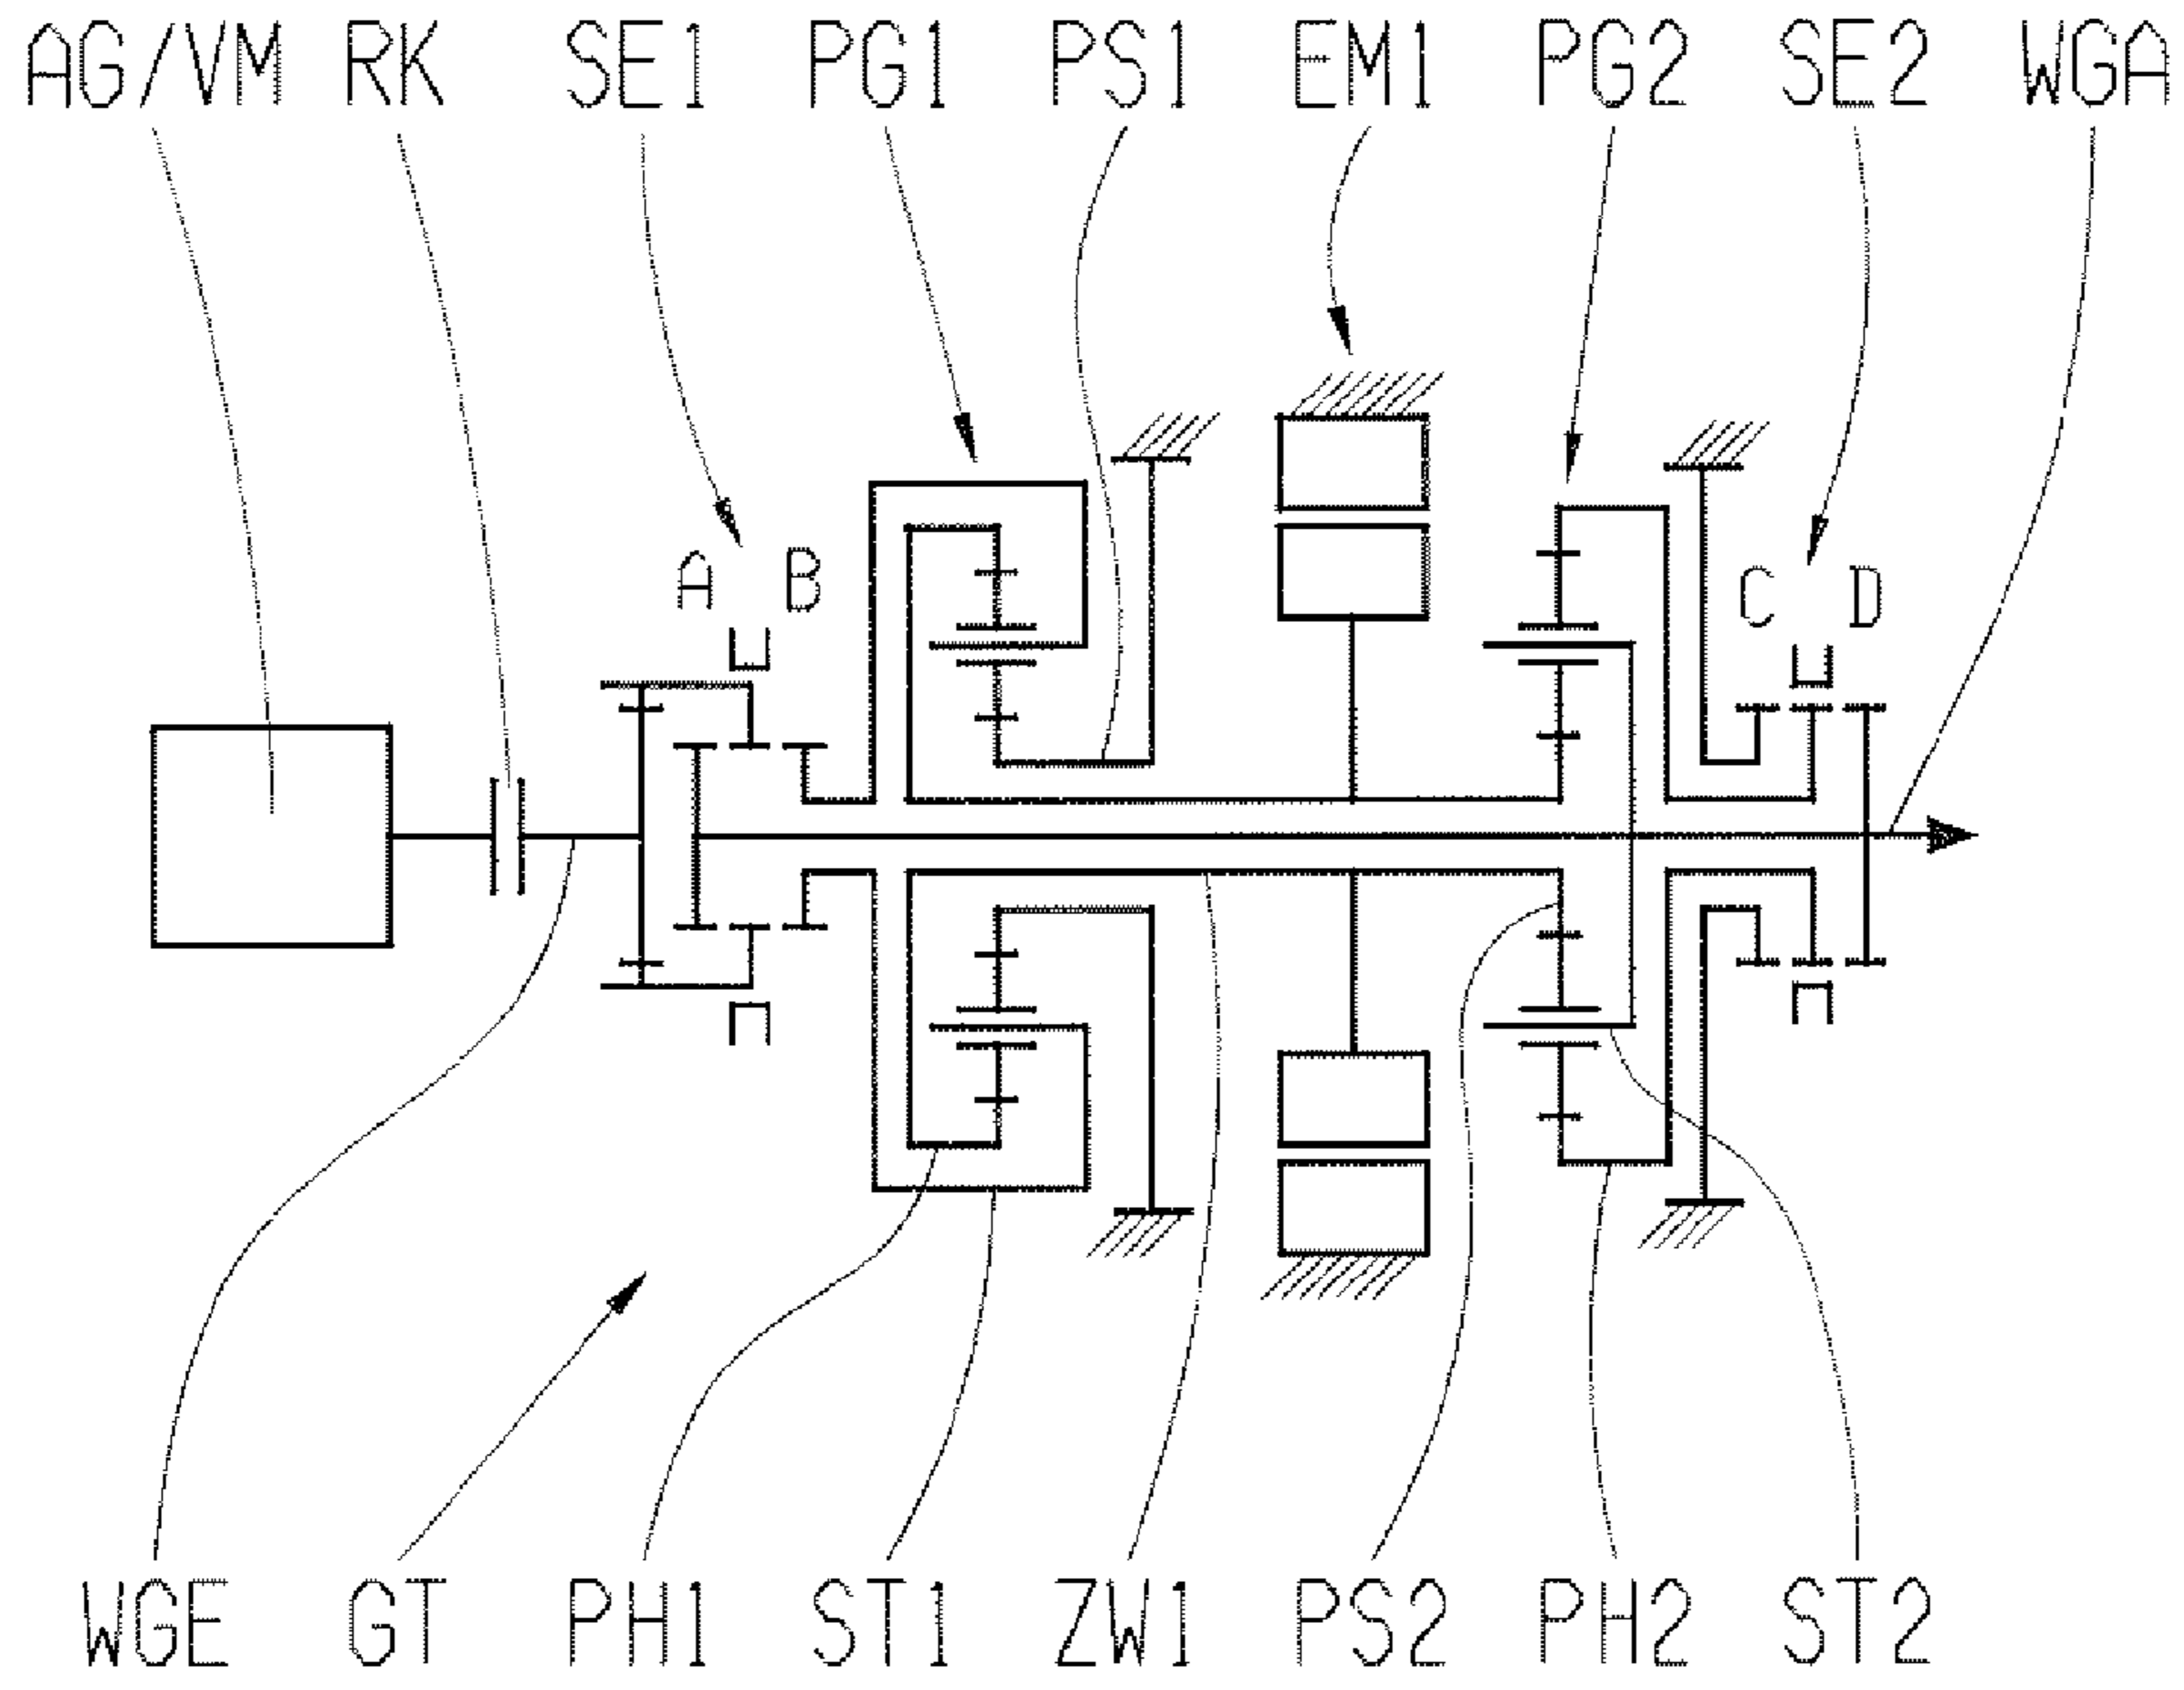 AG/VM RK SE1 PG1 PS1 EM1 PG2 SE2 WGA
A B
C D
WGE GT PH1 ST1 ZW1 PS2 PH2 ST2